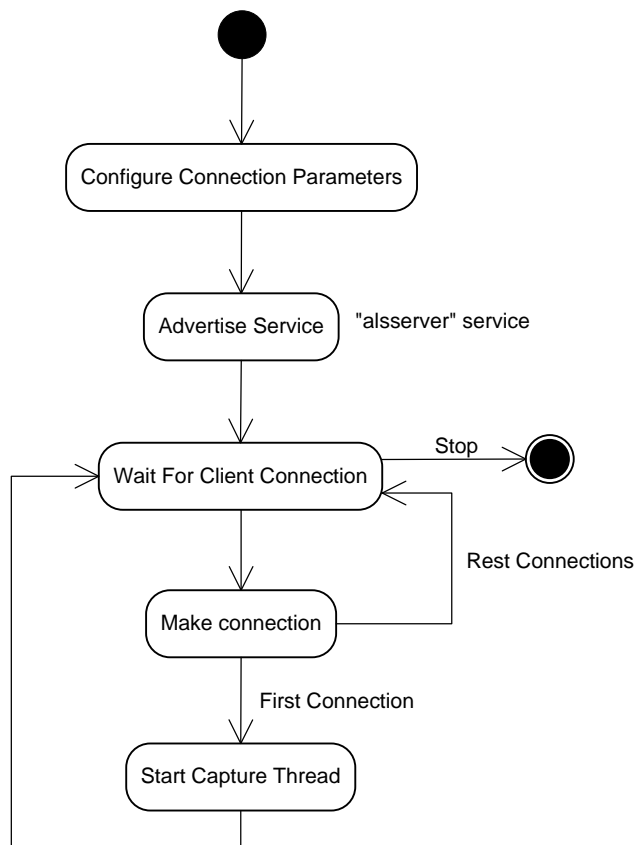 Configure Connection Parameters
Advertise Service
"alsserver" service
Stop
Wait For Client Connection
Rest Connections
Make connection
First Connection
Start Capture Thread